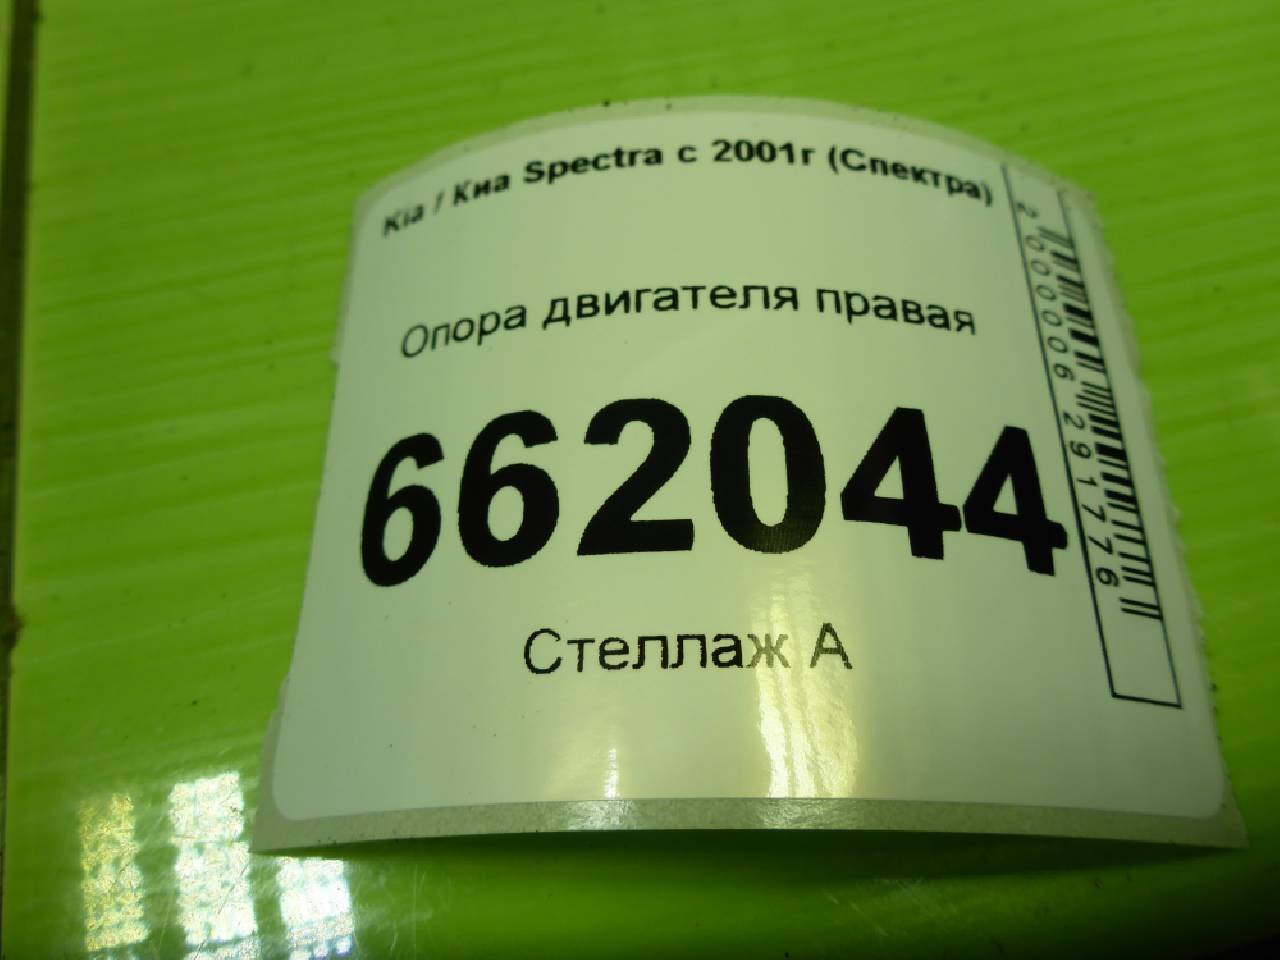 Kia / Киа Spectra с 2001г (Спектра)
Опора двигателя правая
662044
Стеллаж А
2000006291776